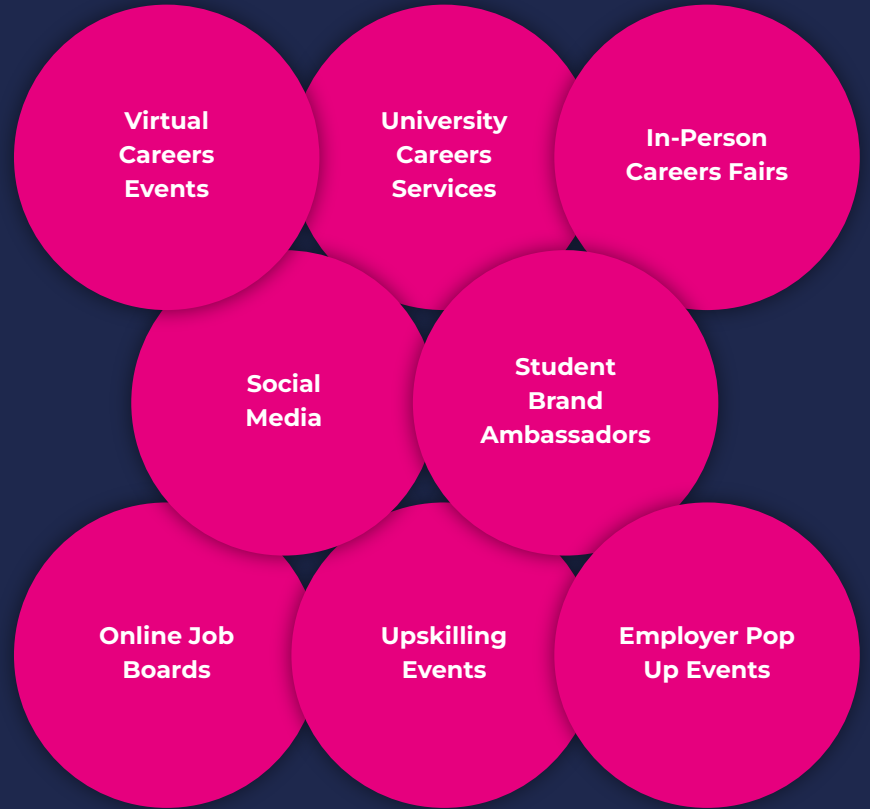 Virtual
Careers
Events
University
Careers
Services
In-Person
Careers Fairs
Social
Media
Student
Brand
Ambassadors
Online Job
Boards
Upskilling
Events
Employer Pop
Up Events